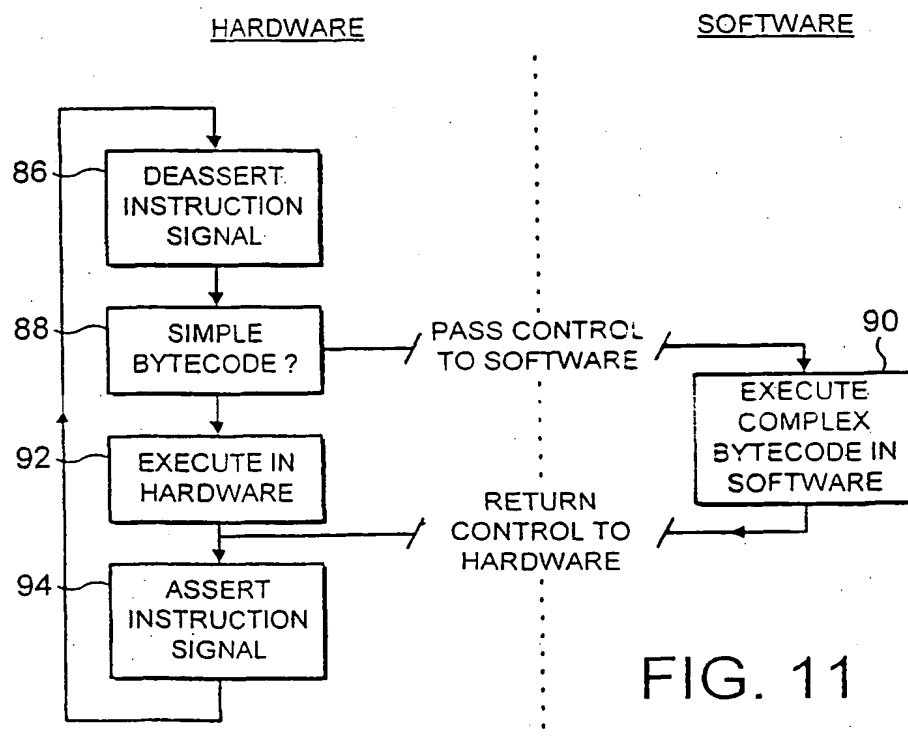 HARDWARE
SOFTWARE
86
DEASSERT
INSTRUCTION
SIGNAL
88
SIMPLE
BYTECODE ?
PASS CONTROL
TO SOFTWARE
90
EXECUTE
COMPLEX
BYTECODE IN
SOFTWARE
92
EXECUTE IN
HARDWARE
RETURN
CONTROL TO
HARDWARE
94
ASSERT
INSTRUCTION
SIGNAL
FIG. 11